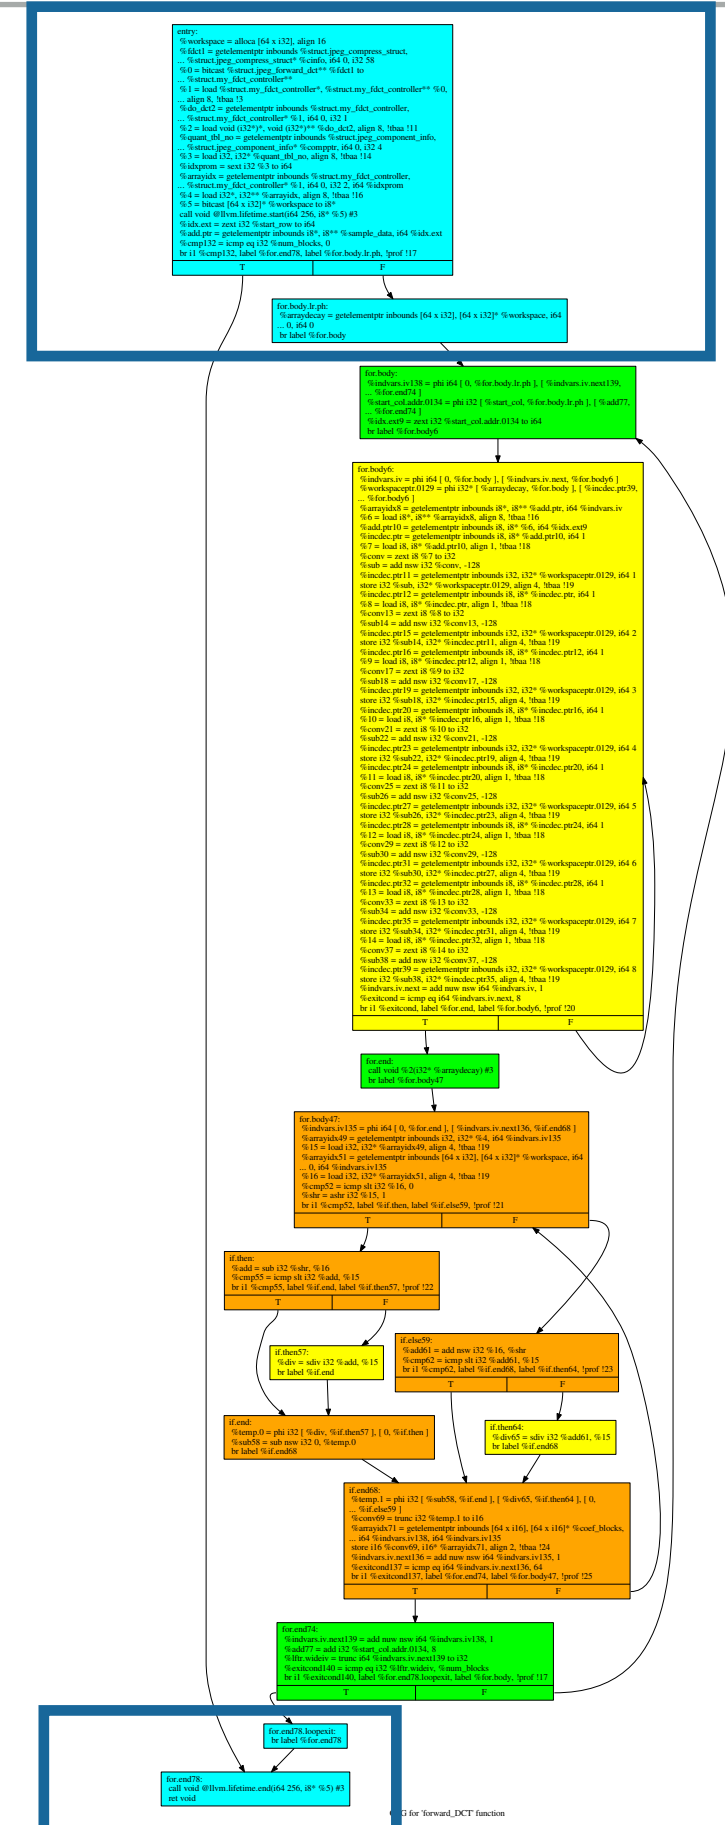 entry:
%workspace = alloca [64 x i32], align 16
%fdct1 = getelementptr inbounds %struct.jpeg_compress_struct,
... %struct.jpeg_compress_struct* %cinfo, i64 0, i32 58
%0 = bitcast %struct.jpeg_forward_dct** %fdct1 to
... %struct.my_fdct_controller**
%1 = load %struct.my_fdct_controller*, %struct.my_fdct_controller** %0,
... align 8, !tbaa !3
%do_dct2 = getelementptr inbounds %struct.my_fdct_controller,
... %struct.my_fdct_controller* %1, i64 0, i32 1
%2 = load void (i32*)*, void (i32*)** %do_dct2, align 8, !tbaa !11
%quant_tbl_no = getelementptr inbounds %struct.jpeg_component_info,
... %struct.jpeg_component_info* %compptr, i64 0, i32 4
%3 = load i32, i32* %quant_tbl_no, align 8, !tbaa !14
%idxprom = sext i32 %3 to i64
%arrayidx = getelementptr inbounds %struct.my_fdct_controller,
... %struct.my_fdct_controller* %1, i64 0, i32 2, i64 %idxprom
%4 = load i32*, i32** %arrayidx, align 8, !tbaa !16
%5 = bitcast [64 x i32]* %workspace to i8*
call void @llvm.lifetime.start(i64 256, i8* %5) #3
%idx.ext = zext i32 %start_row to i64
%add.ptr = getelementptr inbounds i8*, i8** %sample_data, i64 %idx.ext
%cmp132 = icmp eq i32 %num_blocks, 0
br i1 %cmp132, label %for.end78, label %for.body.lr.ph, !prof !17
T F
for.body.lr.ph:
%arraydecay = getelementptr inbounds [64 x i32], [64 x i32]* %workspace, i64
... 0, i64 0
br label %for.body
for.body:
%indvars.iv138 = phi i64 [ 0, %for.body.lr.ph ], [ %indvars.iv.next139,
... %for.end74 ]
%start_col.addr.0134 = phi i32 [ %start_col, %for.body.lr.ph ], [ %add77,
... %for.end74 ]
%idx.ext9 = zext i32 %start_col.addr.0134 to i64
br label %for.body6
for.body6:
%indvars.iv = phi i64 [ 0, %for.body ], [ %indvars.iv.next, %for.body6 ]
%workspaceptr.0129 = phi i32* [ %arraydecay, %for.body ], [ %incdec.ptr39,
... %for.body6 ]
%arrayidx8 = getelementptr inbounds i8*, i8** %add.ptr, i64 %indvars.iv
%6 = load i8*, i8** %arrayidx8, align 8, !tbaa !16
%add.ptr10 = getelementptr inbounds i8, i8* %6, i64 %idx.ext9
%incdec.ptr = getelementptr inbounds i8, i8* %add.ptr10, i64 1
%7 = load i8, i8* %add.ptr10, align 1, !tbaa !18
%conv = zext i8 %7 to i32
%sub = add nsw i32 %conv, -128
%incdec.ptr11 = getelementptr inbounds i32, i32* %workspaceptr.0129, i64 1
store i32 %sub, i32* %workspaceptr.0129, align 4, !tbaa !19
%incdec.ptr12 = getelementptr inbounds i8, i8* %incdec.ptr, i64 1
%8 = load i8, i8* %incdec.ptr, align 1, !tbaa !18
%conv13 = zext i8 %8 to i32
%sub14 = add nsw i32 %conv13, -128
%incdec.ptr15 = getelementptr inbounds i32, i32* %workspaceptr.0129, i64 2
store i32 %sub14, i32* %incdec.ptr11, align 4, !tbaa !19
%incdec.ptr16 = getelementptr inbounds i8, i8* %incdec.ptr12, i64 1
%9 = load i8, i8* %incdec.ptr12, align 1, !tbaa !18
%conv17 = zext i8 %9 to i32
%sub18 = add nsw i32 %conv17, -128
%incdec.ptr19 = getelementptr inbounds i32, i32* %workspaceptr.0129, i64 3
store i32 %sub18, i32* %incdec.ptr15, align 4, !tbaa !19
%incdec.ptr20 = getelementptr inbounds i8, i8* %incdec.ptr16, i64 1
%10 = load i8, i8* %incdec.ptr16, align 1, !tbaa !18
%conv21 = zext i8 %10 to i32
%sub22 = add nsw i32 %conv21, -128
%incdec.ptr23 = getelementptr inbounds i32, i32* %workspaceptr.0129, i64 4
store i32 %sub22, i32* %incdec.ptr19, align 4, !tbaa !19
%incdec.ptr24 = getelementptr inbounds i8, i8* %incdec.ptr20, i64 1
%11 = load i8, i8* %incdec.ptr20, align 1, !tbaa !18
%conv25 = zext i8 %11 to i32
%sub26 = add nsw i32 %conv25, -128
%incdec.ptr27 = getelementptr inbounds i32, i32* %workspaceptr.0129, i64 5
store i32 %sub26, i32* %incdec.ptr23, align 4, !tbaa !19
%incdec.ptr28 = getelementptr inbounds i8, i8* %incdec.ptr24, i64 1
%12 = load i8, i8* %incdec.ptr24, align 1, !tbaa !18
%conv29 = zext i8 %12 to i32
%sub30 = add nsw i32 %conv29, -128
%incdec.ptr31 = getelementptr inbounds i32, i32* %workspaceptr.0129, i64 6
store i32 %sub30, i32* %incdec.ptr27, align 4, !tbaa !19
%incdec.ptr32 = getelementptr inbounds i8, i8* %incdec.ptr28, i64 1
%13 = load i8, i8* %incdec.ptr28, align 1, !tbaa !18
%conv33 = zext i8 %13 to i32
%sub34 = add nsw i32 %conv33, -128
%incdec.ptr35 = getelementptr inbounds i32, i32* %workspaceptr.0129, i64 7
store i32 %sub34, i32* %incdec.ptr31, align 4, !tbaa !19
%14 = load i8, i8* %incdec.ptr32, align 1, !tbaa !18
%conv37 = zext i8 %14 to i32
%sub38 = add nsw i32 %conv37, -128
%incdec.ptr39 = getelementptr inbounds i32, i32* %workspaceptr.0129, i64 8
store i32 %sub38, i32* %incdec.ptr35, align 4, !tbaa !19
%indvars.iv.next = add nuw nsw i64 %indvars.iv, 1
%exitcond = icmp eq i64 %indvars.iv.next, 8
br i1 %exitcond, label %for.end, label %for.body6, !prof !20
T F
for.end:
call void %2(i32* %arraydecay) #3
br label %for.body47
for.body47:
%indvars.iv135 = phi i64 [ 0, %for.end ], [ %indvars.iv.next136, %if.end68 ]
%arrayidx49 = getelementptr inbounds i32, i32* %4, i64 %indvars.iv135
%15 = load i32, i32* %arrayidx49, align 4, !tbaa !19
%arrayidx51 = getelementptr inbounds [64 x i32], [64 x i32]* %workspace, i64
... 0, i64 %indvars.iv135
%16 = load i32, i32* %arrayidx51, align 4, !tbaa !19
%cmp52 = icmp slt i32 %16, 0
%shr = ashr i32 %15, 1
br i1 %cmp52, label %if.then, label %if.else59, !prof !21
T F
if.then:
%add = sub i32 %shr, %16
%cmp55 = icmp slt i32 %add, %15
br i1 %cmp55, label %if.end, label %if.then57, !prof !22
T F
if.else59:
%add61 = add nsw i32 %16, %shr
%cmp62 = icmp slt i32 %add61, %15
br i1 %cmp62, label %if.end68, label %if.then64, !prof !23
T F
if.then57:
%div = sdiv i32 %add, %15
br label %if.end
if.end:
%temp.0 = phi i32 [ %div, %if.then57 ], [ 0, %if.then ]
%sub58 = sub nsw i32 0, %temp.0
br label %if.end68
if.then64:
%div65 = sdiv i32 %add61, %15
br label %if.end68
if.end68:
%temp.1 = phi i32 [ %sub58, %if.end ], [ %div65, %if.then64 ], [ 0,
... %if.else59 ]
%conv69 = trunc i32 %temp.1 to i16
%arrayidx71 = getelementptr inbounds [64 x i16], [64 x i16]* %coef_blocks,
... i64 %indvars.iv138, i64 %indvars.iv135
store i16 %conv69, i16* %arrayidx71, align 2, !tbaa !24
%indvars.iv.next136 = add nuw nsw i64 %indvars.iv135, 1
%exitcond137 = icmp eq i64 %indvars.iv.next136, 64
br i1 %exitcond137, label %for.end74, label %for.body47, !prof !25
T F
for.end74:
%indvars.iv.next139 = add nuw nsw i64 %indvars.iv138, 1
%add77 = add i32 %start_col.addr.0134, 8
%lftr.wideiv = trunc i64 %indvars.iv.next139 to i32
%exitcond140 = icmp eq i32 %lftr.wideiv, %num_blocks
br i1 %exitcond140, label %for.end78.loopexit, label %for.body, !prof !17
T F
for.end78.loopexit:
br label %for.end78
for.end78:
call void @llvm.lifetime.end(i64 256, i8* %5) #3
ret void
G for 'forward_DCT' function